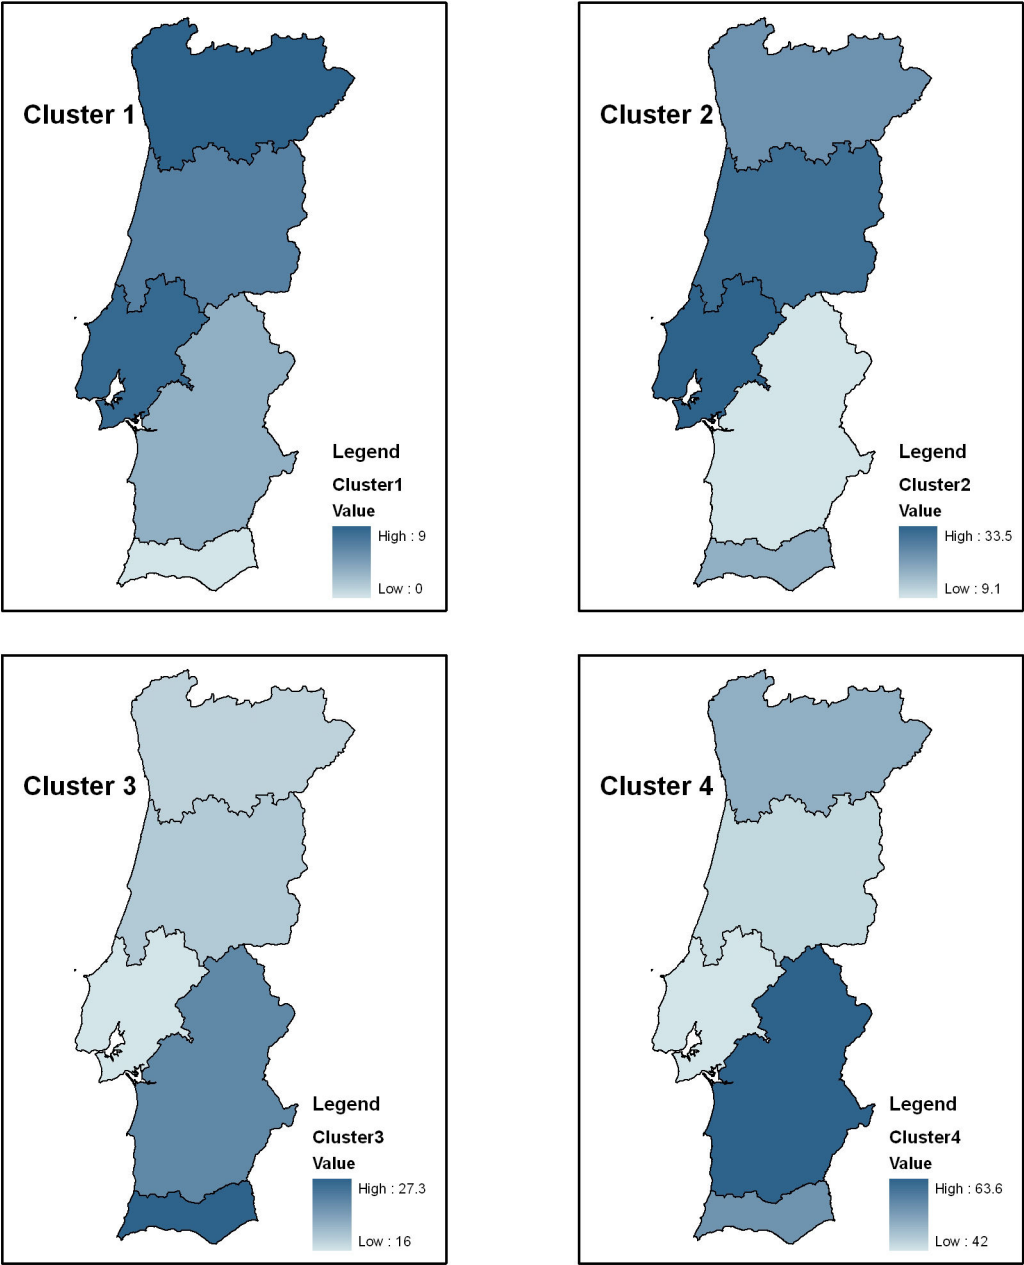 Cluster 1
Legend
Cluster1
Value
High : 9
Low : 0
Cluster 2
Legend
Cluster2
Value
High : 33.5
Low : 9.1
Cluster 3
Legend
Cluster3
Value
High : 27.3
Low : 16
Cluster 4
Legend
Cluster4
Value
High : 63.6
Low : 42